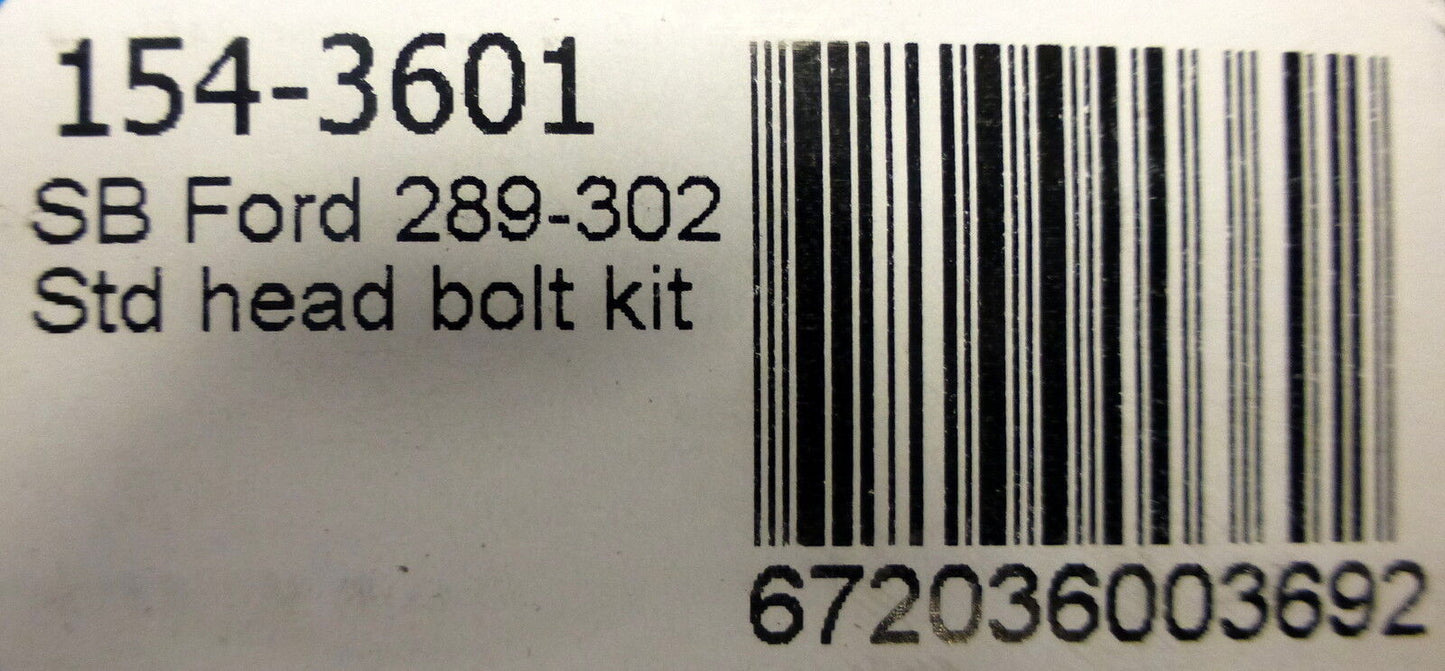 154-3601
SB Ford 289-302
Std head bolt kit
672036003692